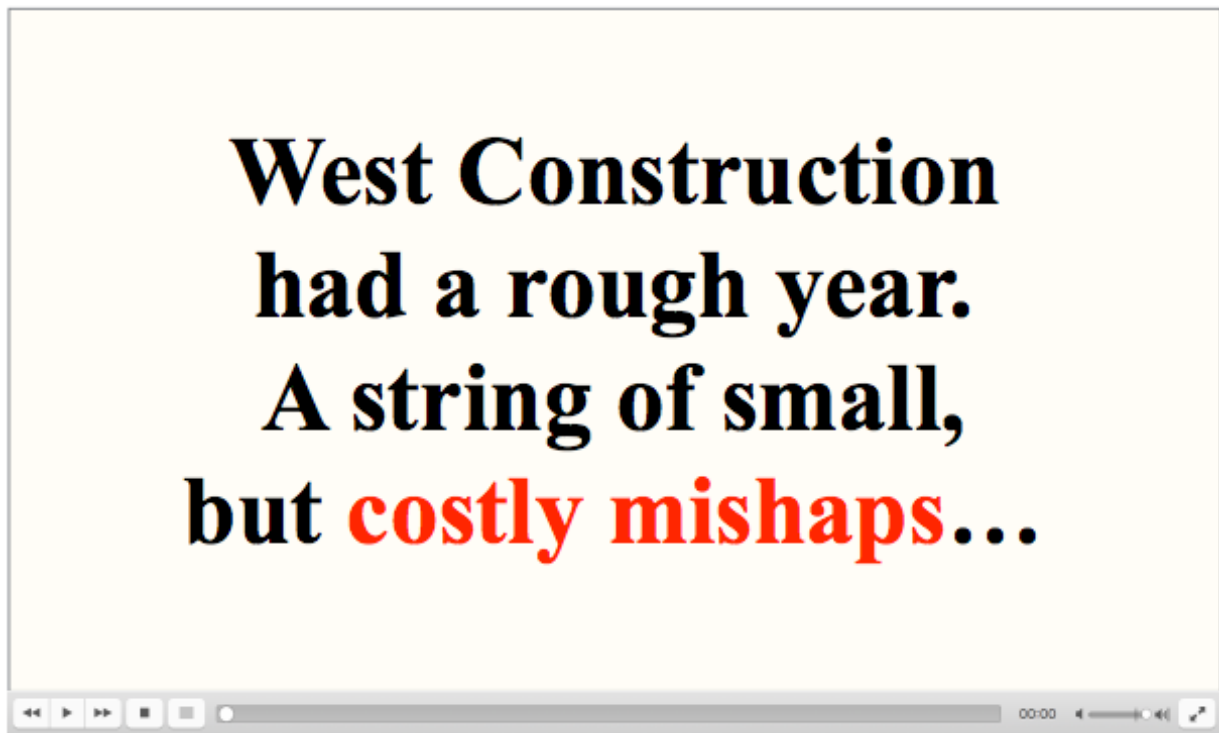 West Construction
had a rough year.
A string of small,
but costly mishaps…
00:00